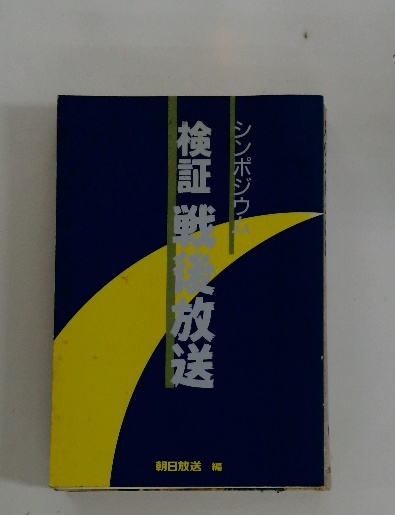 シンポジウム
検証 戦後放送
朝日放送 編